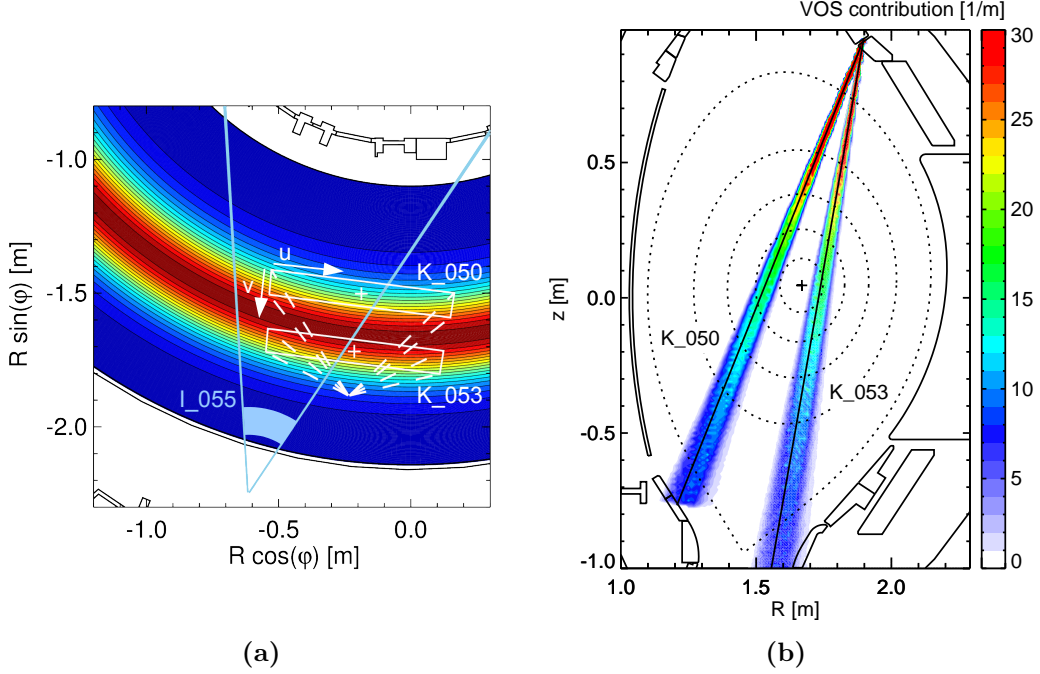 VOS contribution [1/m]
-1.0
-1.5
-2.0
R sin(φ) [m]
u
v
K_050
K_053
I_055
-1.0
-0.5
0.0
R cos(φ) [m]
(a)
0.5
0.0
-0.5
-1.0
z [m]
K_050
K_053
1.0
1.5
2.0
R [m]
30
25
20
15
10
5
0
(b)